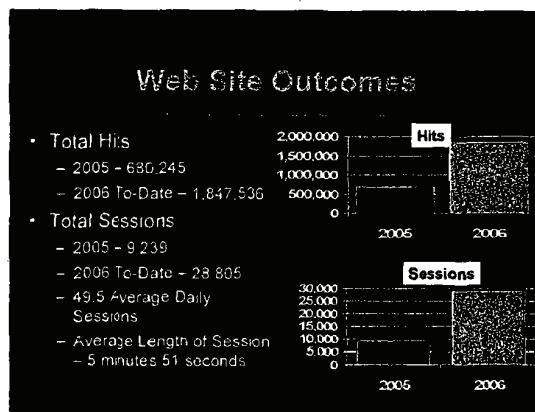 Web Site Outcomes
• Total Hits
– 2005 – 680,245
– 2006 To-Date – 1,847,536
• Total Sessions
– 2005 – 9,239
– 2006 To-Date – 28,805
– 49.5 Average Daily
Sessions
– Average Length of Session
– 5 minutes 51 seconds
Hits
2,000,000
1,500,000
1,000,000
500,000
0
2005 2006
Sessions
30,000
25,000
20,000
15,000
10,000
5,000
0
2005 2006